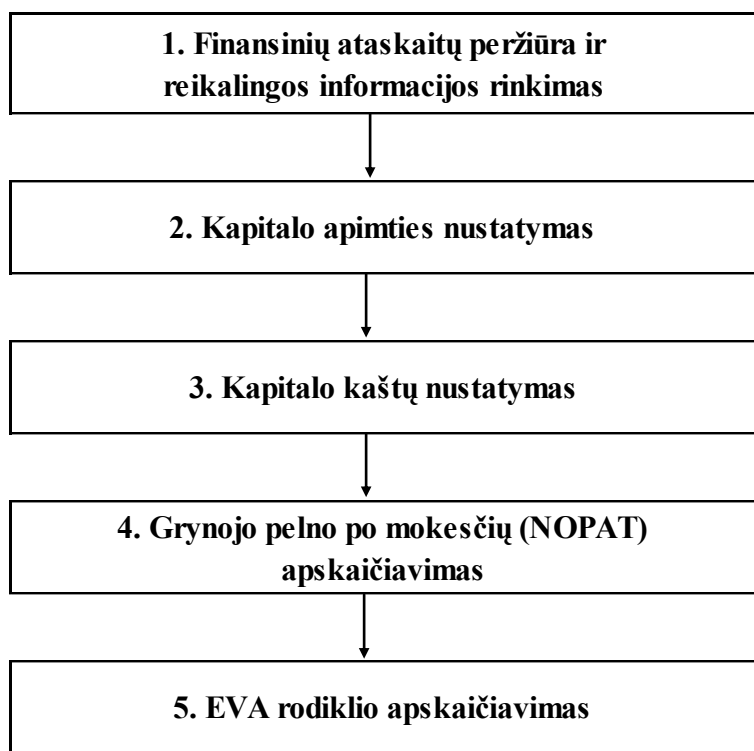 1. Finansinių ataskaitų peržiūra ir
reikalingos informacijos rinkimas
2. Kapitalo apimties nustatymas
3. Kapitalo kaštų nustatymas
4. Grynojo pelno po mokesčių (NOPAT)
apskaičiavimas
5. EVA rodiklio apskaičiavimas